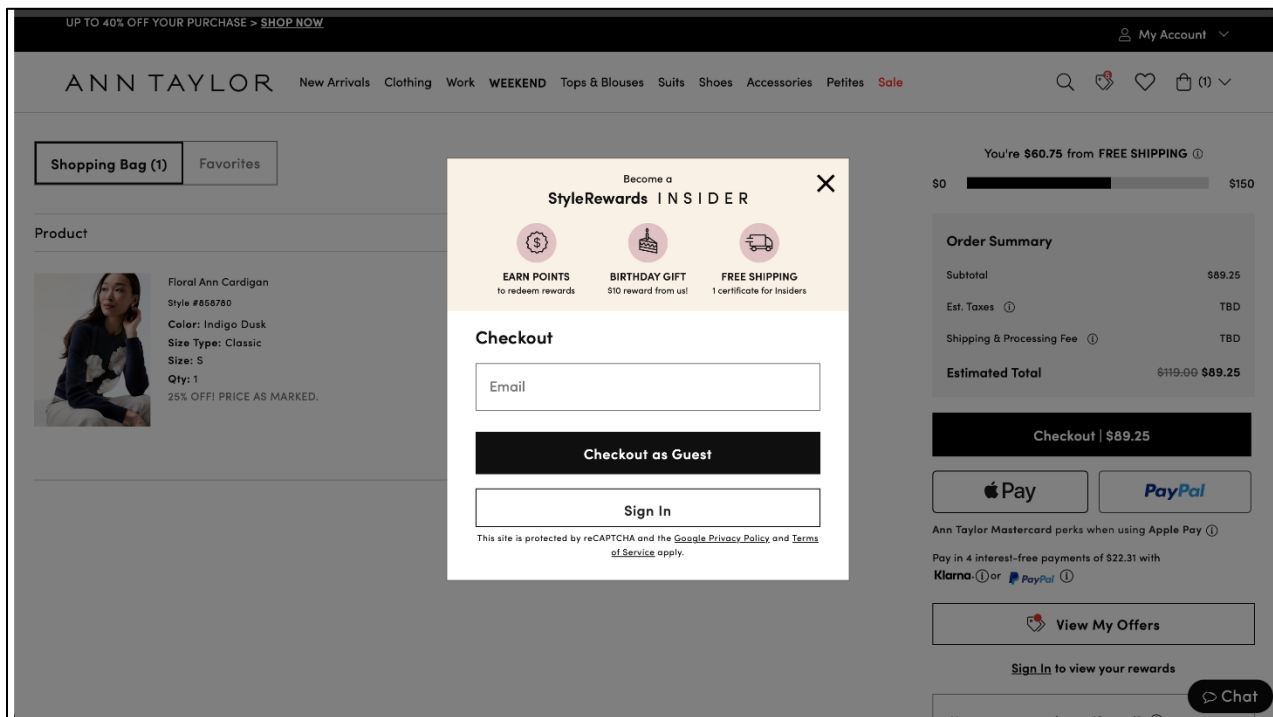 UP TO 40% OFF YOUR PURCHASE > SHOP NOW
My Account
ANN TAYLOR New Arrivals Clothing Work WEEKEND Tops & Blouses Suits Shoes Accessories Petites Sale (1)
Shopping Bag (1) Favorites
Product
Floral Ann Cardigan
Style #858780
Color: Indigo Dusk
Size Type: Classic
Size: S
Qty: 1
25% OFF! PRICE AS MARKED.
Become a
StyleRewards INSIDER
EARN POINTS
to redeem rewards
BIRTHDAY GIFT
$10 reward from us!
FREE SHIPPING
1 certificate for Insiders
Checkout
Email
Checkout as Guest
Sign In
This site is protected by reCAPTCHA and the Google Privacy Policy and Terms
of Service apply.
You're $60.75 from FREE SHIPPING
$0 $150
Order Summary
Subtotal $89.25
Est. Taxes TBD
Shipping & Processing Fee TBD
Estimated Total $119.00 $89.25
Checkout | $89.25
Pay PayPal
Ann Taylor Mastercard perks when using Apple Pay
Pay in 4 interest-free payments of $22.31 with
Klarna. or PayPal
View My Offers
Sign In to view your rewards
Chat